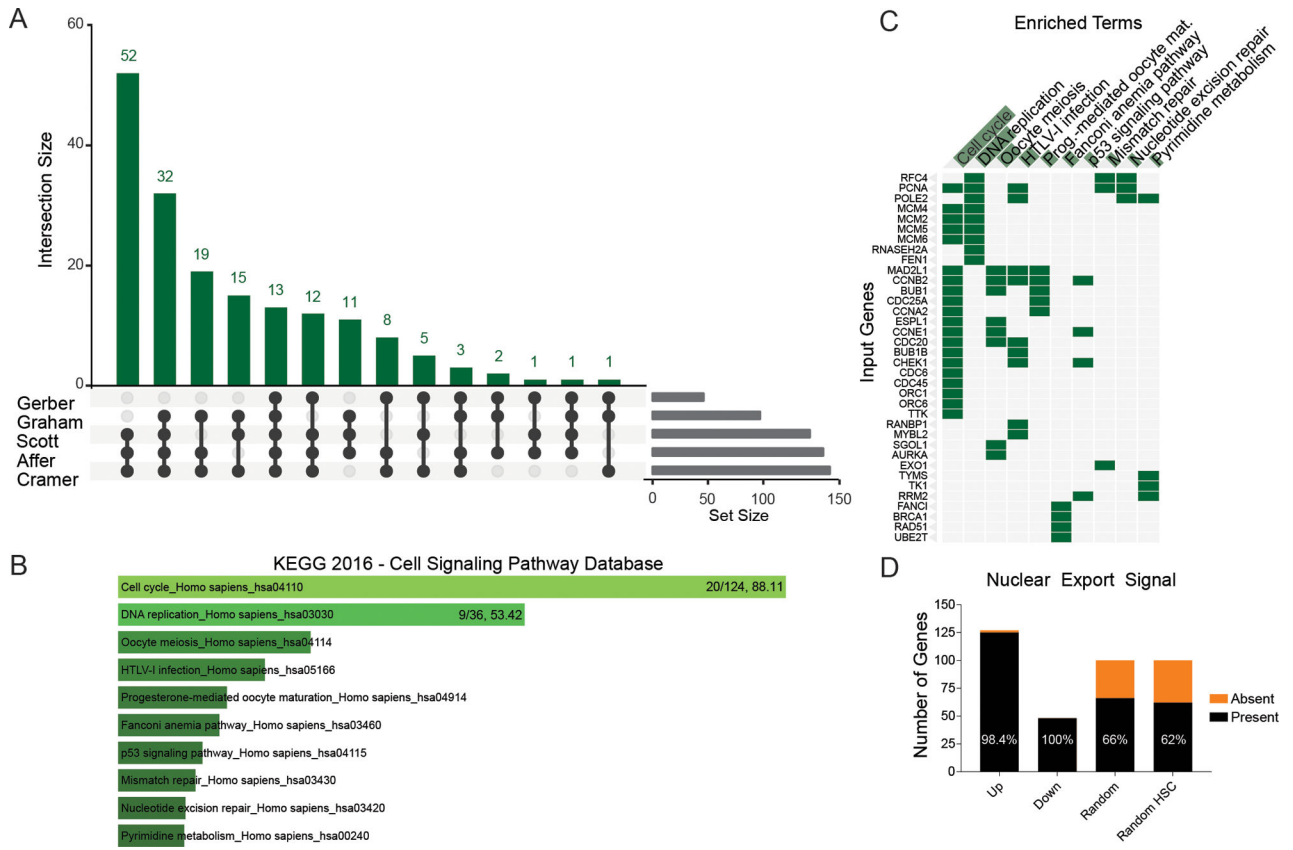 A
Intersection Size
60
40
20
0
52
32
19
15
13
12
11
8
5
3
2
1
1
1
Gerber
Graham
Scott
Affer
Cramer
0
50
100
150
Set Size
B
KEGG 2016 - Cell Signaling Pathway Database
Cell cycle_Homo sapiens_hsa04110
20/124, 88.11
DNA replication_Homo sapiens_hsa03030
9/36, 53.42
Oocyte meiosis_Homo sapiens_hsa04114
HTLV-I infection_Homo sapiens_hsa05166
Progesterone-mediated oocyte maturation_Homo sapiens_hsa04914
Fanconi anemia pathway_Homo sapiens_hsa03460
p53 signaling pathway_Homo sapiens_hsa04115
Mismatch repair_Homo sapiens_hsa03430
Nucleotide excision repair_Homo sapiens_hsa03420
Pyrimidine metabolism_Homo sapiens_hsa00240
C
Enriched Terms
Cell cycle
DNA replication
Oocyte meiosis
HTLV-I infection
Prog.-mediated oocyte mat.
Fanconi anemia pathway
p53 signaling pathway
Mismatch repair
Nucleotide excision repair
Pyrimidine metabolism
Input Genes
RFC4
PCNA
POLE2
MCM4
MCM2
MCM5
MCM6
RNASEH2A
FEN1
MAD2L1
CCNB2
BUB1
CDC25A
CCNA2
ESPL1
CCNE1
CDC20
BUB1B
CHEK1
CDC6
CDC45
ORC1
ORC6
TTK
RANBP1
MYBL2
SGOL1
AURKA
EXO1
TYMS
TK1
RRM2
FANCI
BRCA1
RAD51
UBE2T
D
Nuclear Export Signal
Number of Genes
150
125
100
75
50
25
0
98.4%
100%
66%
62%
Up
Down
Random
Random HSC
Absent
Present